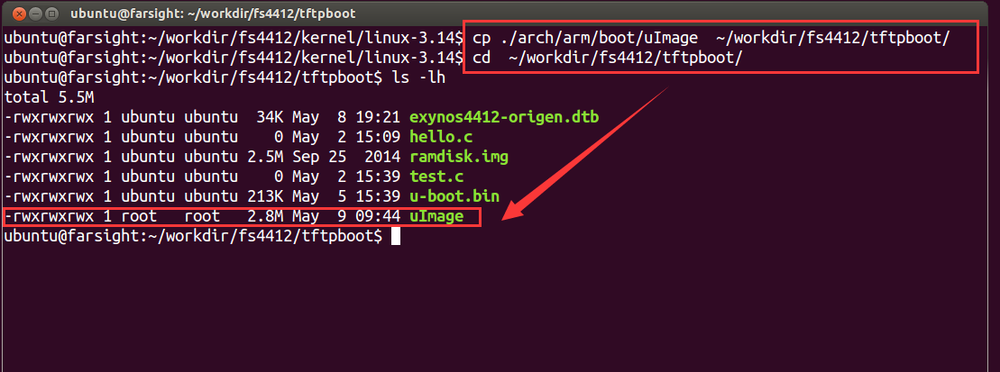 ubuntu@farsight: ~/workdir/fs4412/tftpboot
ubuntu@farsight:~/workdir/fs4412/kernel/linux-3.14$ cp ./arch/arm/boot/uImage  ~/workdir/fs4412/tftpboot/
ubuntu@farsight:~/workdir/fs4412/kernel/linux-3.14$ cd  ~/workdir/fs4412/tftpboot/
ubuntu@farsight:~/workdir/fs4412/tftpboot$ ls -lh
total 5.5M
-rwxrwxrwx 1 ubuntu ubuntu  34K May  8 19:21 exynos4412-origen.dtb
-rwxrwxrwx 1 ubuntu ubuntu    0 May  2 15:09 hello.c
-rwxrwxrwx 1 ubuntu ubuntu 2.5M Sep 25  2014 ramdisk.img
-rwxrwxrwx 1 ubuntu ubuntu    0 May  2 15:39 test.c
-rwxrwxrwx 1 ubuntu ubuntu 213K May  5 15:39 u-boot.bin
-rwxrwxrwx 1 root   root   2.8M May  9 09:44 uImage
ubuntu@farsight:~/workdir/fs4412/tftpboot$